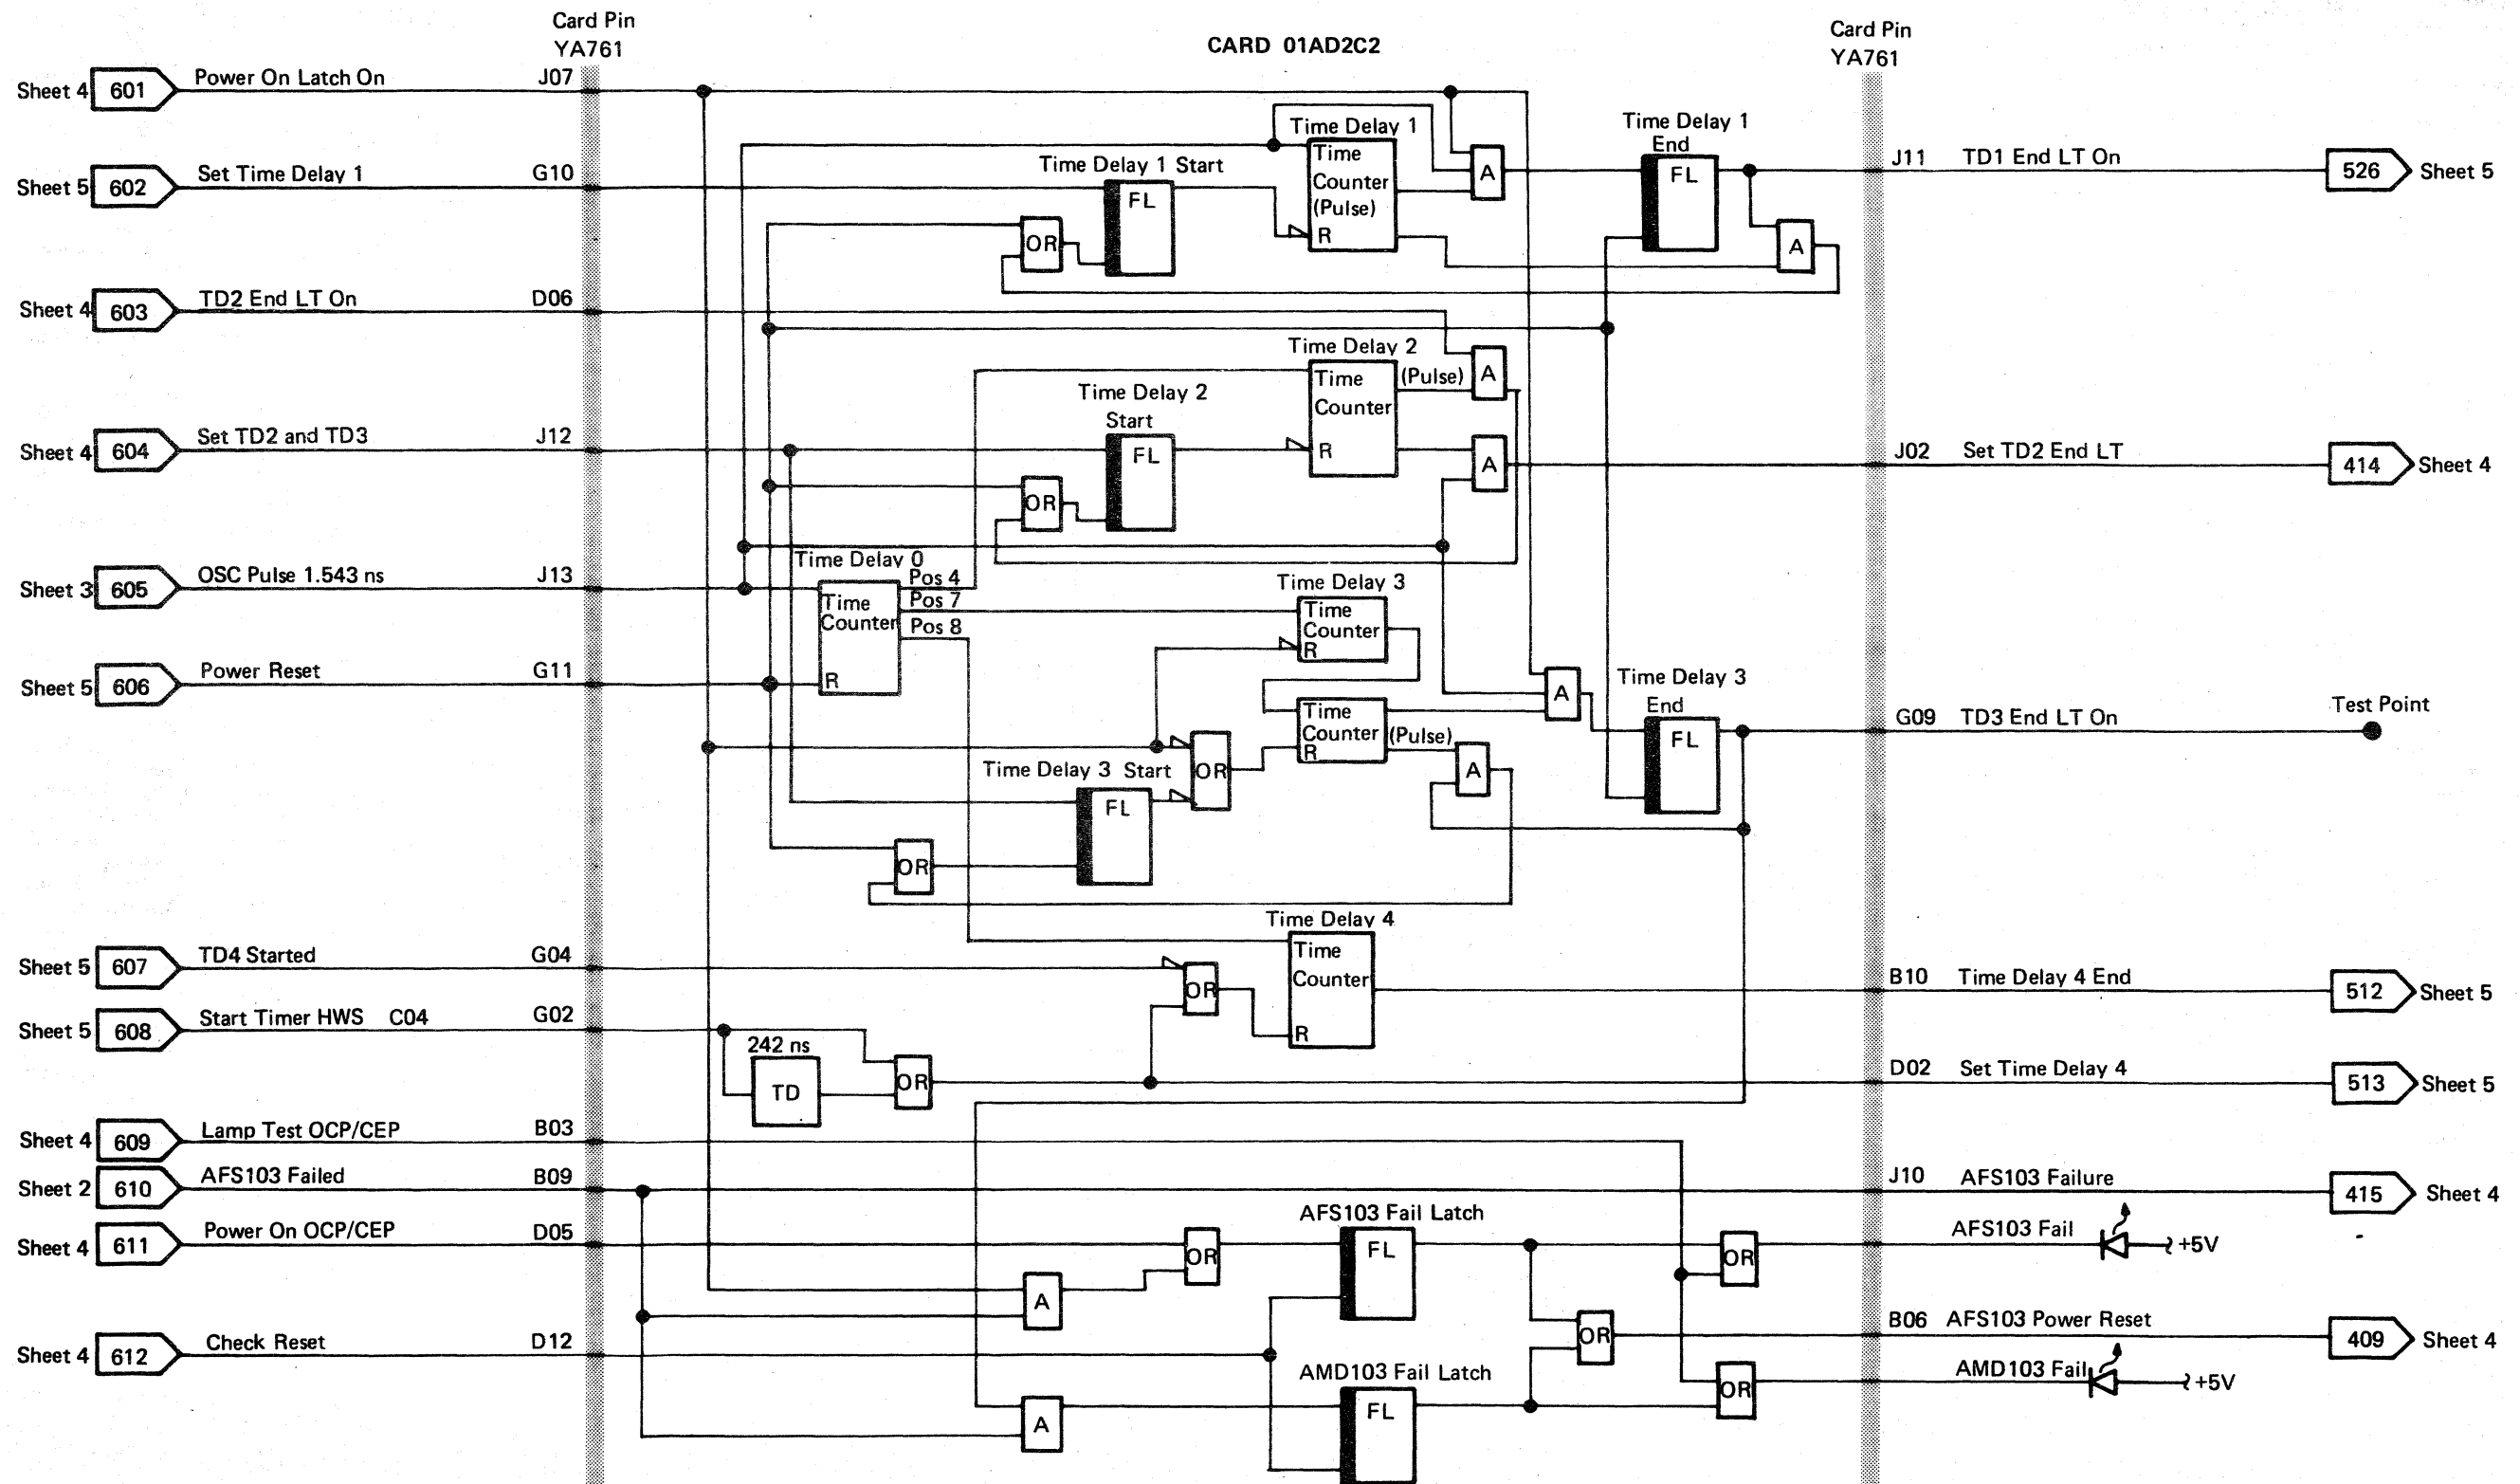 Card Pin
YA761
CARD 01AD2C2
Card Pin
YA761
Sheet 4 601 Power On Latch On J07
Time Delay 1
Time
Counter
(Pulse)
R
A
Time Delay 1
End
FL
J11 TD1 End LT On 526 Sheet 5
Sheet 5 602 Set Time Delay 1 G10
Time Delay 1 Start
FL
OR
A
Sheet 4 603 TD2 End LT On D06
Time Delay 2
Time
Counter
(Pulse)
R
A
Time Delay 2
Start
FL
Sheet 4 604 Set TD2 and TD3 J12
A
J02 Set TD2 End LT 414 Sheet 4
OR
Sheet 3 605 OSC Pulse 1.543 ns J13
Time Delay 0
Time
Counter
R
Pos 4
Pos 7
Pos 8
Time Delay 3
Time
Counter
R
Sheet 5 606 Power Reset G11
A
Time Delay 3
End
FL
G09 TD3 End LT On
Test Point
Time
Counter
R
(Pulse)
A
OR
Time Delay 3 Start
FL
OR
Time Delay 4
Time
Counter
R
Sheet 5 607 TD4 Started G04
OR
B10 Time Delay 4 End 512 Sheet 5
Sheet 5 608 Start Timer HWS C04 G02
242 ns
TD
OR
D02 Set Time Delay 4 513 Sheet 5
Sheet 4 609 Lamp Test OCP/CEP B03
Sheet 2 610 AFS103 Failed B09
J10 AFS103 Failure 415 Sheet 4
Sheet 4 611 Power On OCP/CEP D05
OR
AFS103 Fail Latch
FL
OR
AFS103 Fail +5V
A
Sheet 4 612 Check Reset D12
OR
B06 AFS103 Power Reset 409 Sheet 4
AMD103 Fail Latch
FL
OR
AMD103 Fail +5V
A